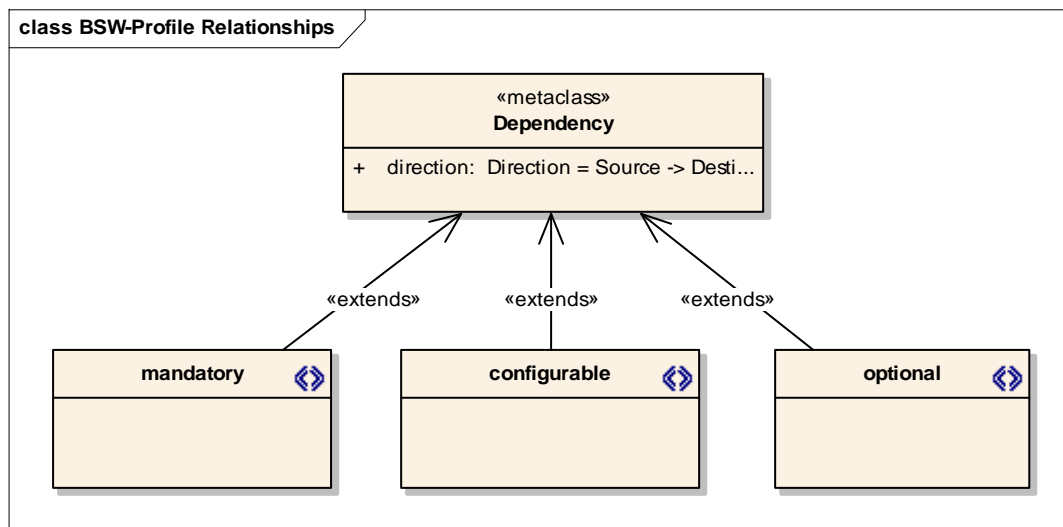 class BSW-Profile Relationships
«metaclass»
Dependency
+ direction: Direction = Source -> Desti...
«extends» «extends» «extends»
mandatory configurable optional